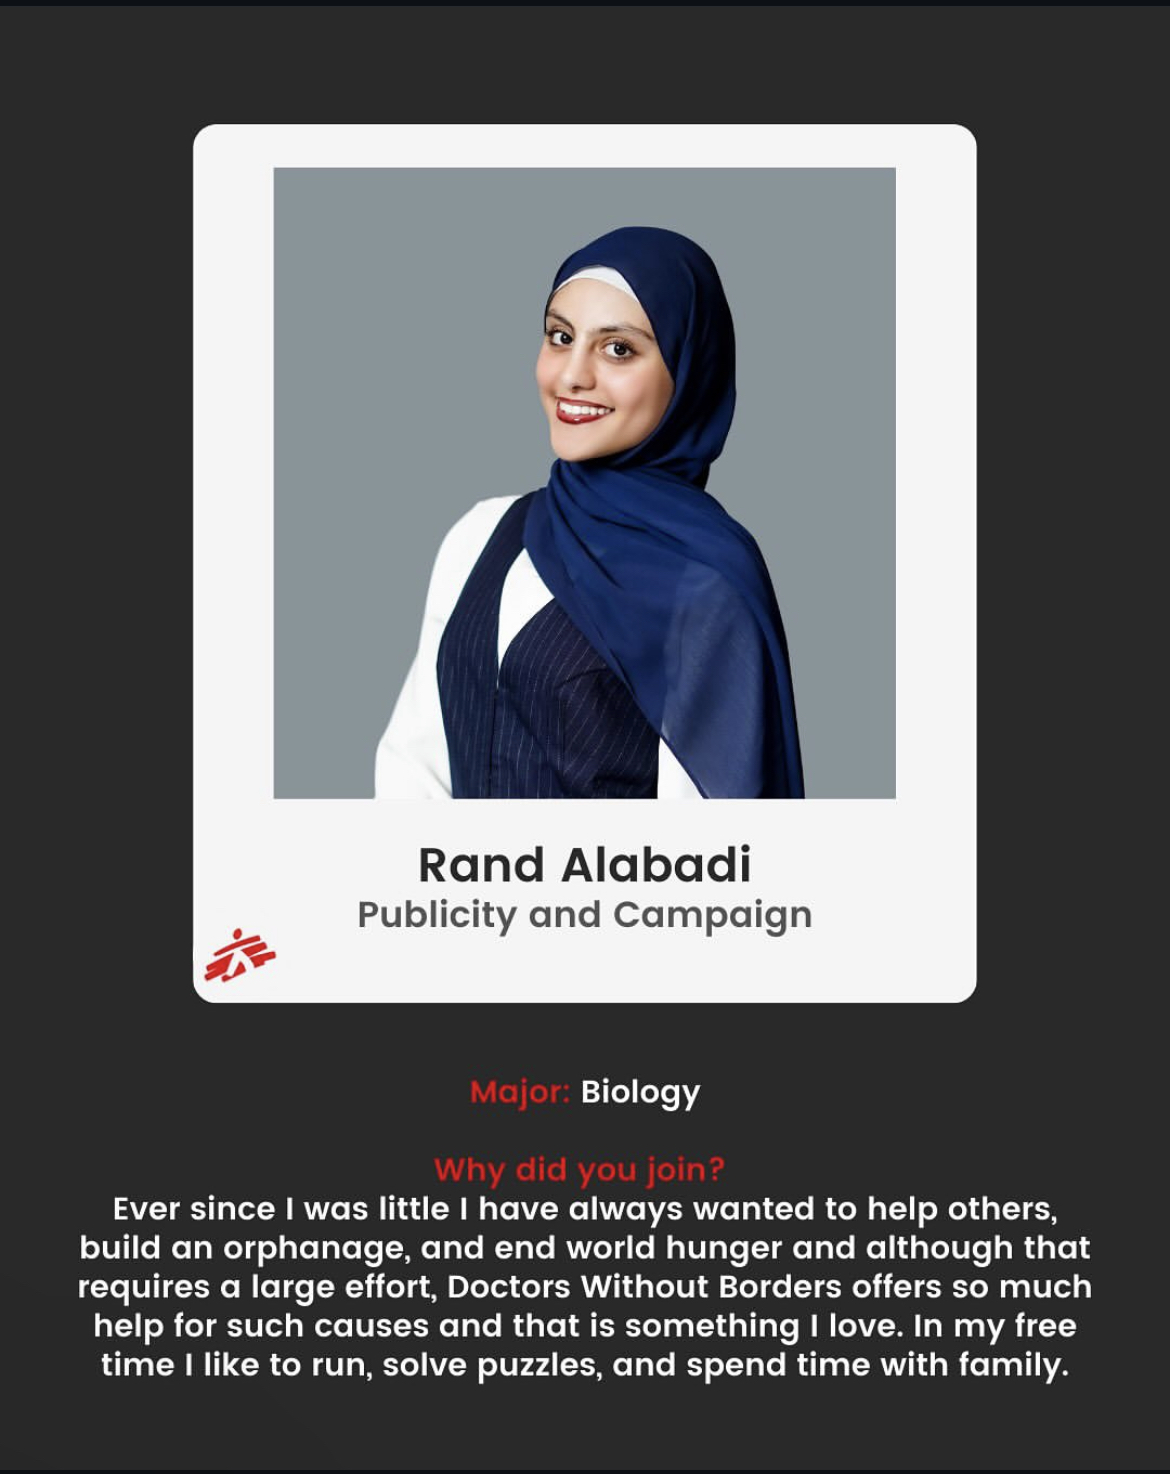 Rand Alabadi
Publicity and Campaign
Major: Biology
Why did you join?
Ever since I was little I have always wanted to help others,
build an orphanage, and end world hunger and although that
requires a large effort, Doctors Without Borders offers so much
help for such causes and that is something I love. In my free
time I like to run, solve puzzles, and spend time with family.